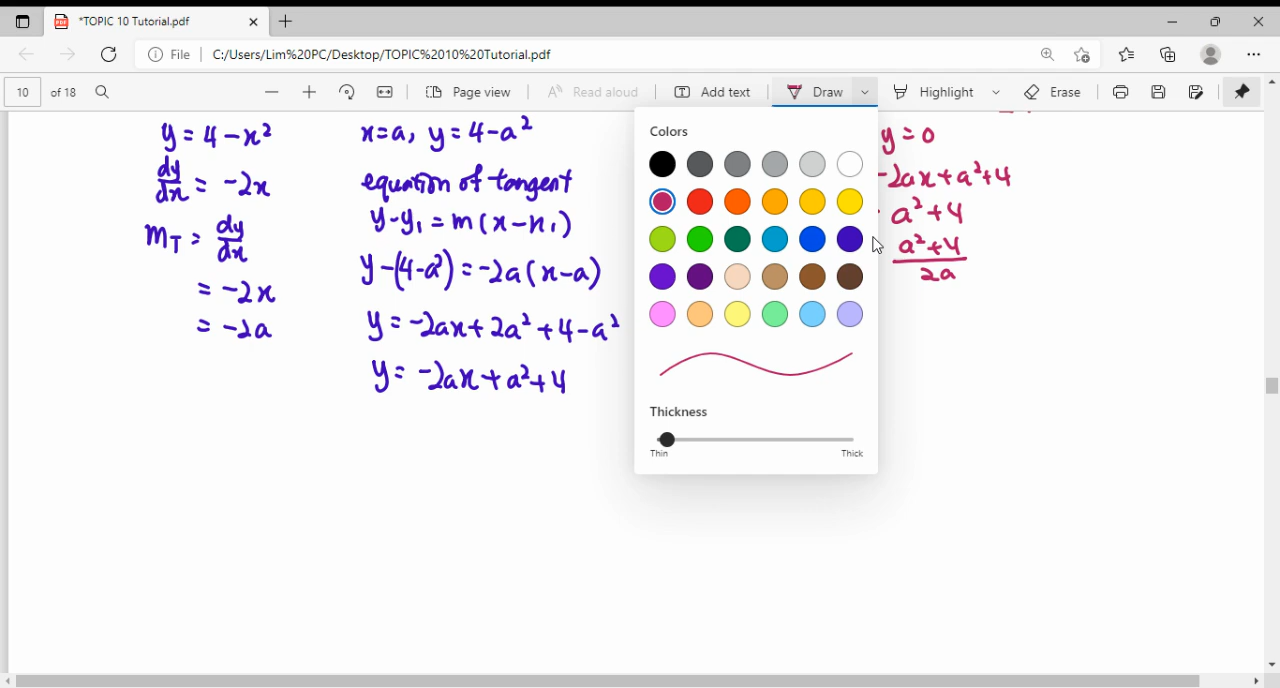 *TOPIC 10 Tutorial.pdf
File
C:/Users/Lim%20PC/Desktop/TOPIC%2010%20Tutorial.pdf
10 of 18
Page view
Read aloud
Add text
Draw
Highlight
Erase
y = 4 - x²
dy/dx = -2x
m_T = dy/dx
= -2x
= -2a
x = a, y = 4 - a²
equation of tangent
y - y₁ = m(x - x₁)
y - (4 - a²) = -2a(x - a)
y = -2ax + 2a² + 4 - a²
y = -2ax + a² + 4
Colors
Thickness
Thin
Thick
y = 0
-2ax + a² + 4
a² + 4
(a² + 4)/2a